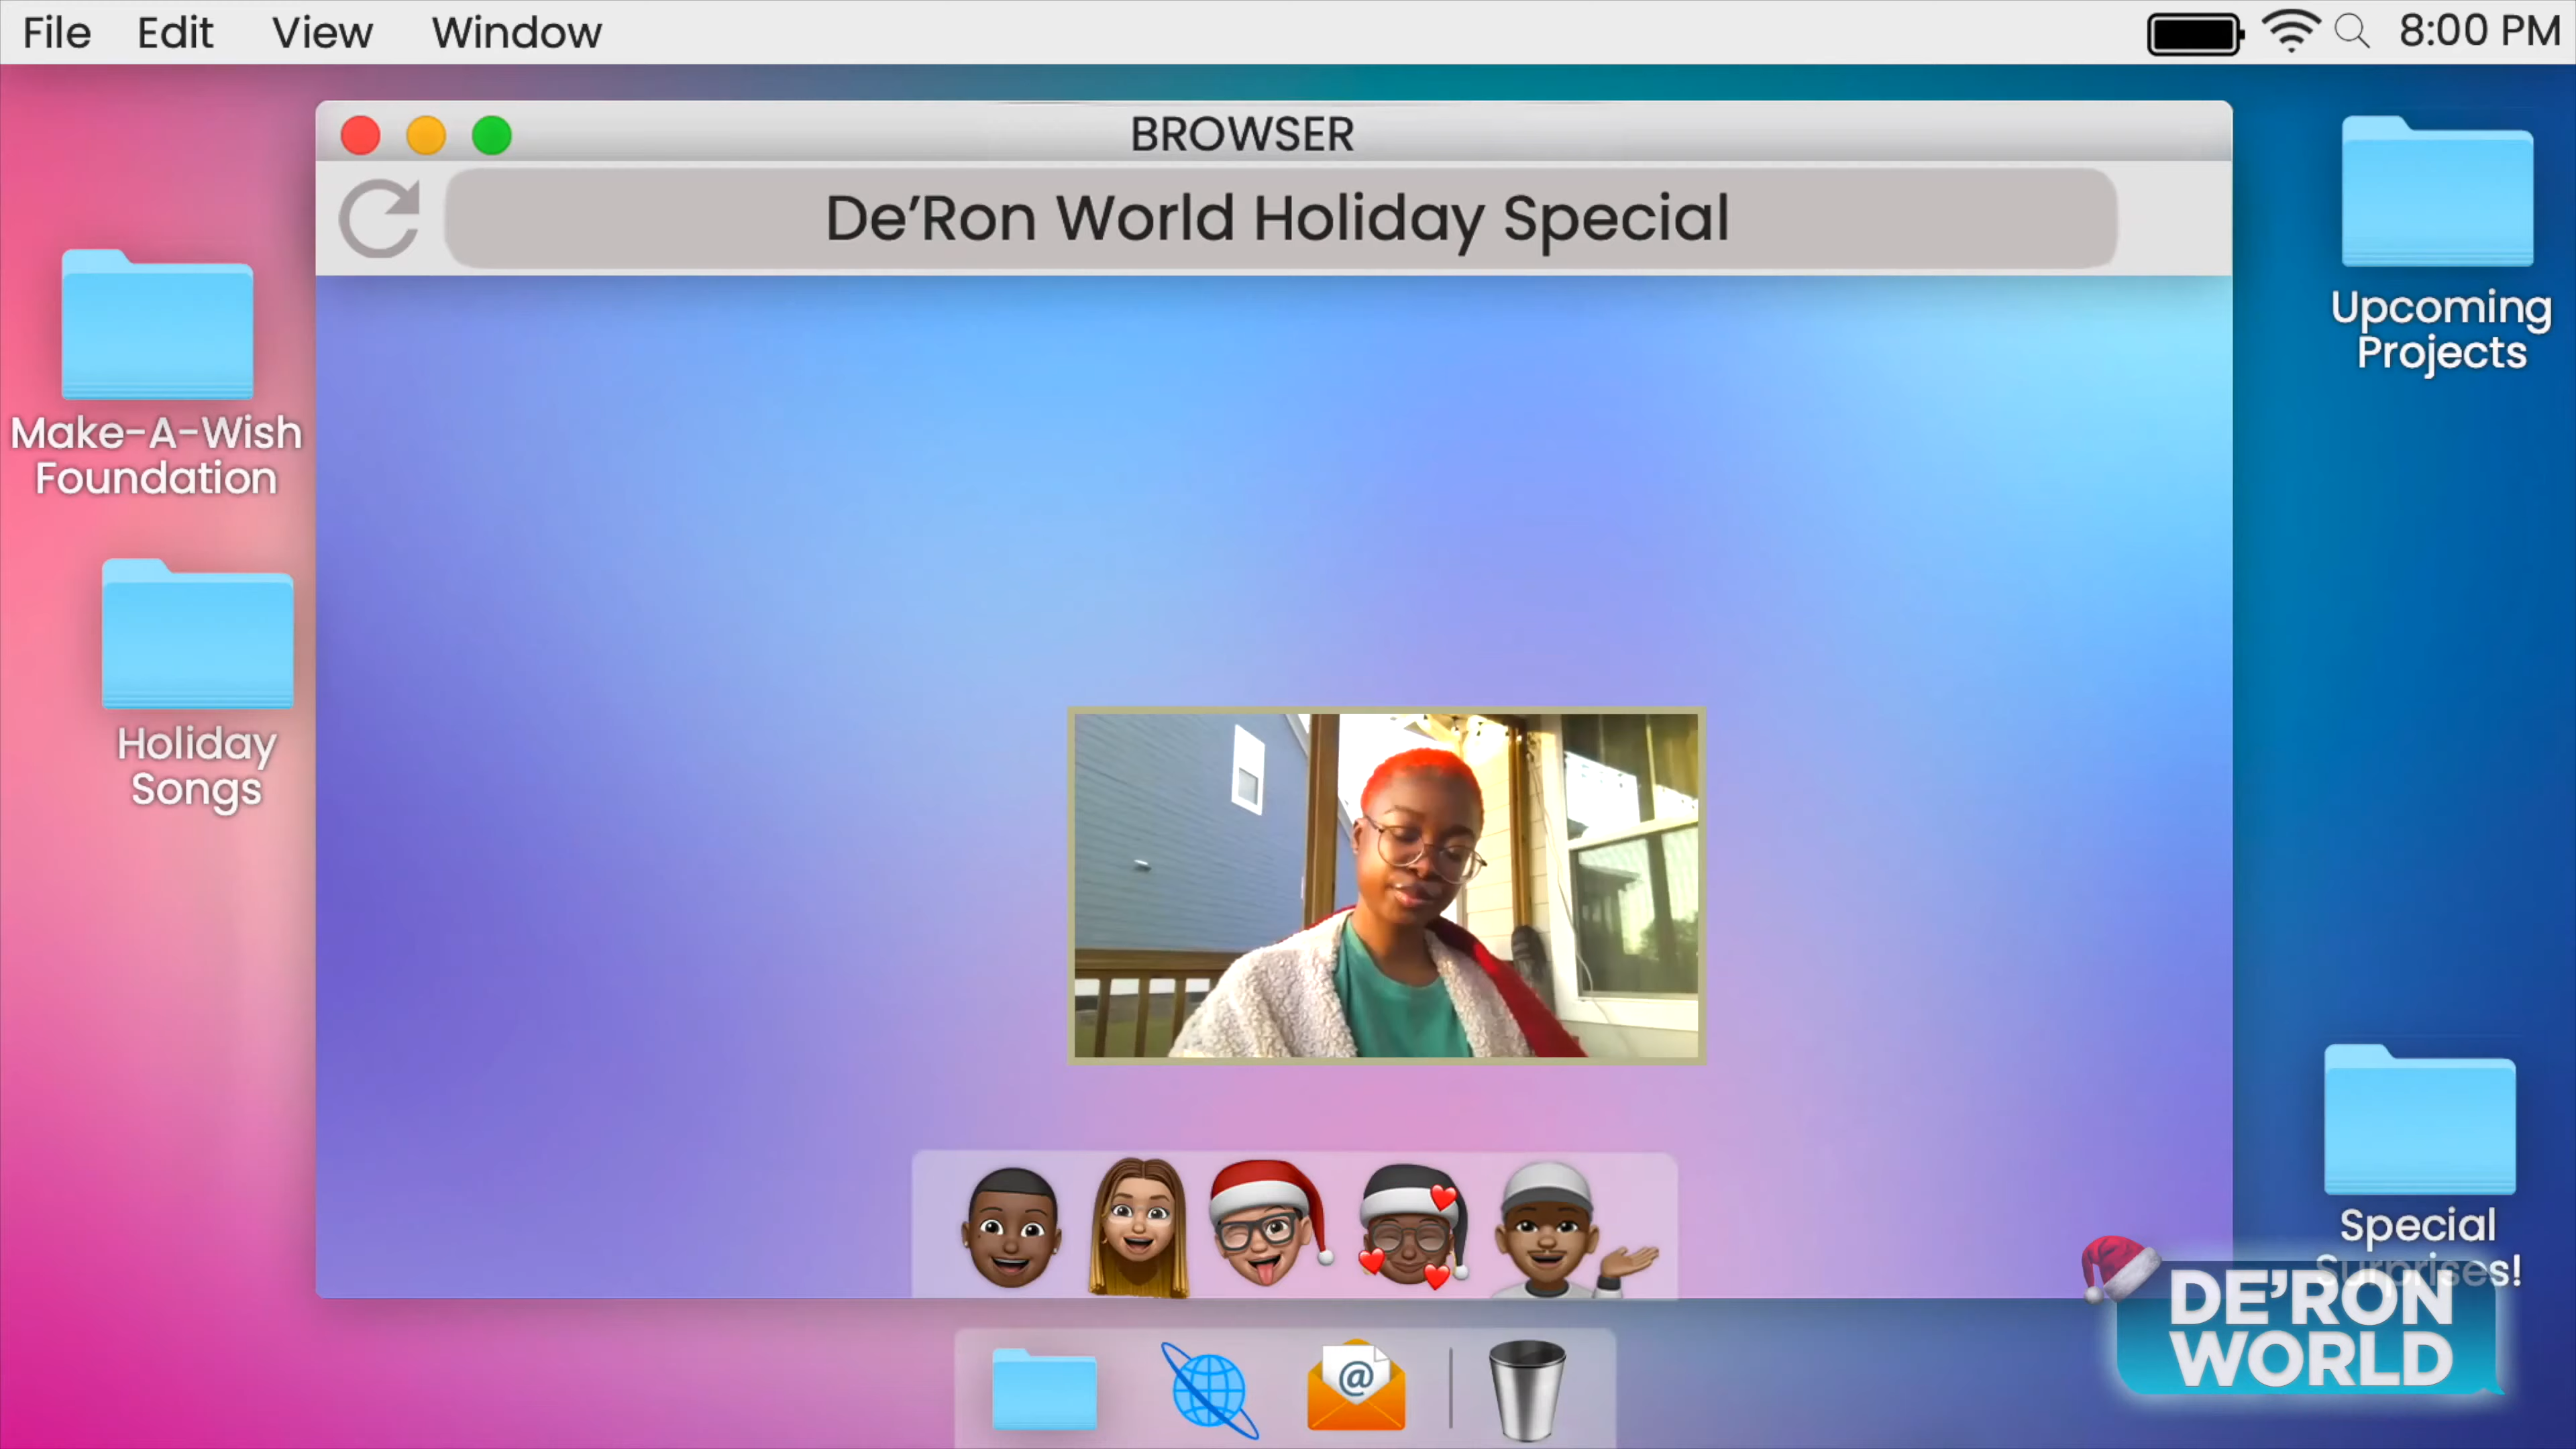 File Edit View Window 8:00 PM
BROWSER
De'Ron World Holiday Special
Make-A-Wish
Foundation
Holiday
Songs
Upcoming
Projects
Special
Surprises!
DE'RON
WORLD
@